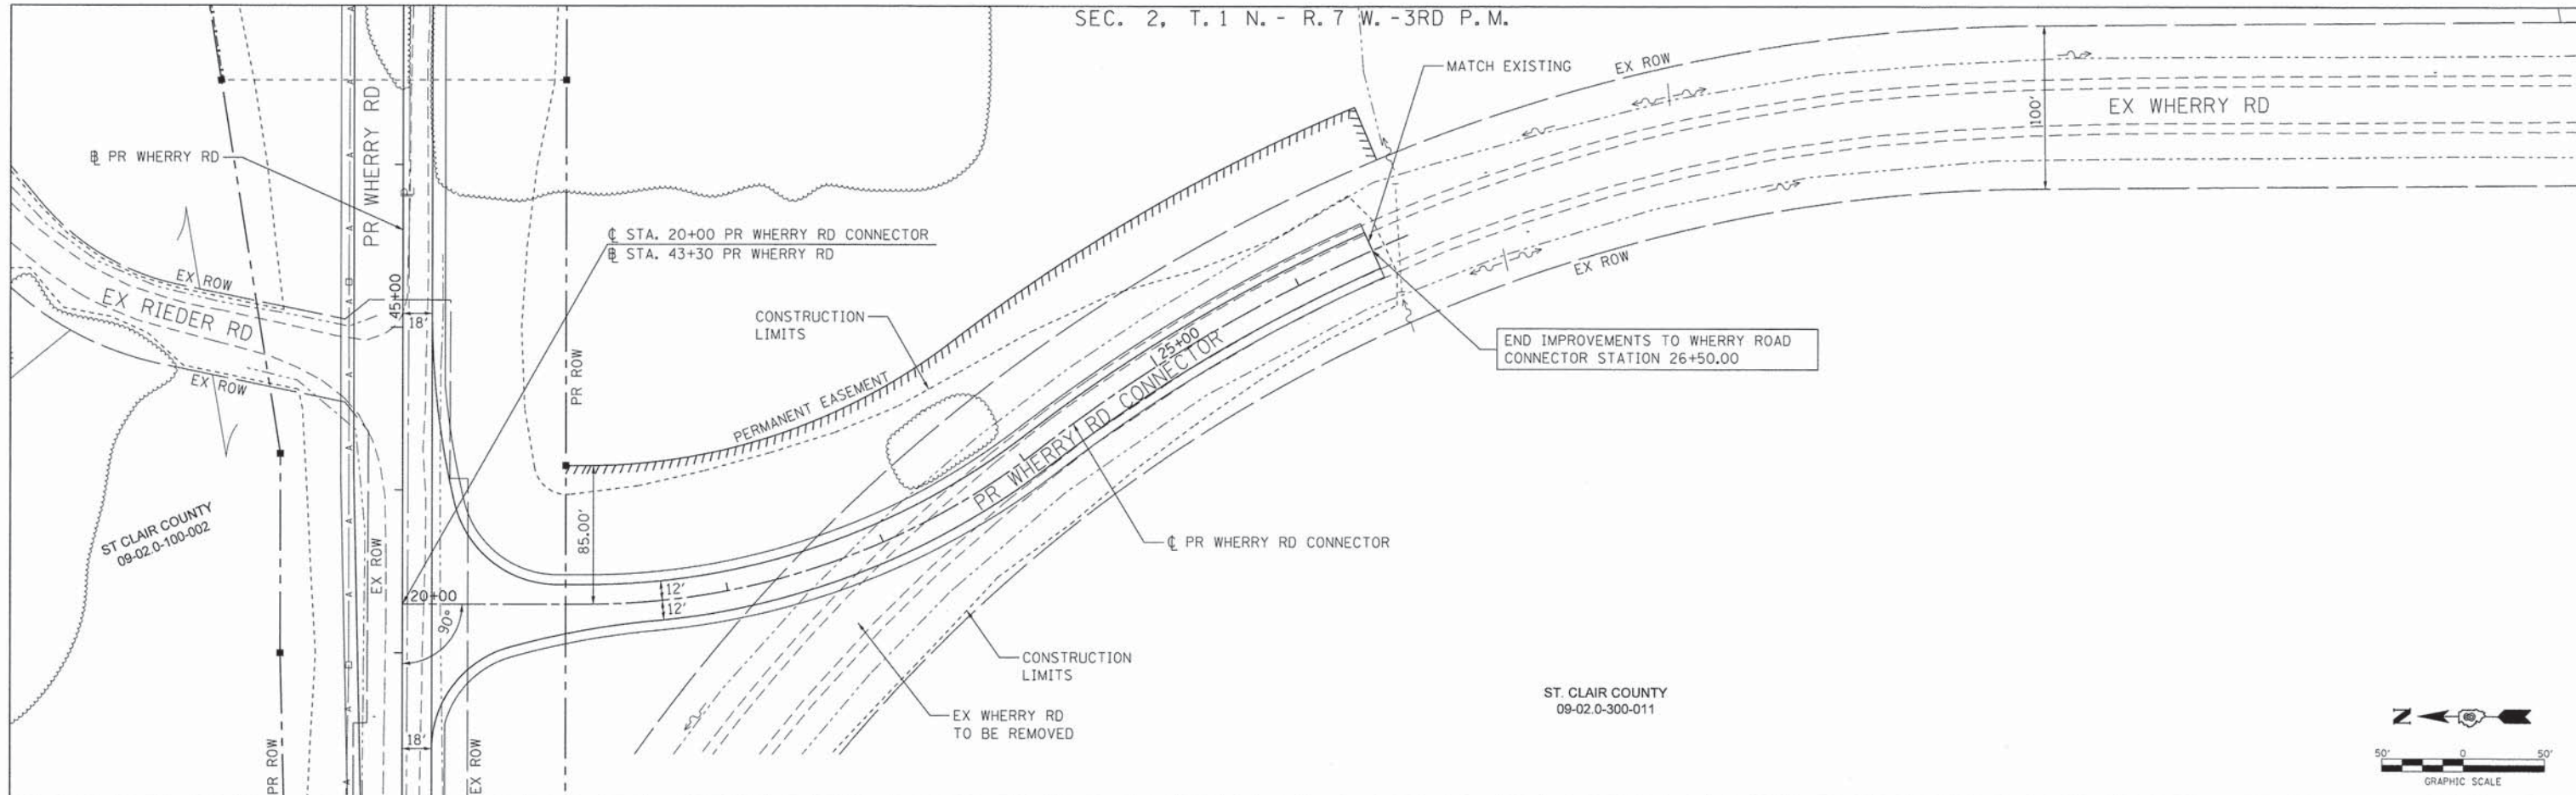 SEC. 2, T.1 N. - R.7 W. -3RD P.M.
MATCH EXISTING
EX ROW
100'
EX WHERRY RD
PR WHERRY RD
℄ PR WHERRY RD
EX ROW
EX RIEDER RD
EX ROW
45+00
18'
℄ STA. 20+00 PR WHERRY RD CONNECTOR
STA. 43+30 PR WHERRY RD
CONSTRUCTION
LIMITS
PR ROW
PERMANENT EASEMENT
25+00
PR WHERRY RD CONNECTOR
EX ROW
END IMPROVEMENTS TO WHERRY ROAD
CONNECTOR STATION 26+50.00
ST CLAIR COUNTY
09-02.0-100-002
EX ROW
85.00'
℄ PR WHERRY RD CONNECTOR
20+00
90°
12'
12'
CONSTRUCTION
LIMITS
EX WHERRY RD
TO BE REMOVED
ST. CLAIR COUNTY
09-02.0-300-011
PR ROW
18'
EX ROW
N
50'
0
50'
GRAPHIC SCALE